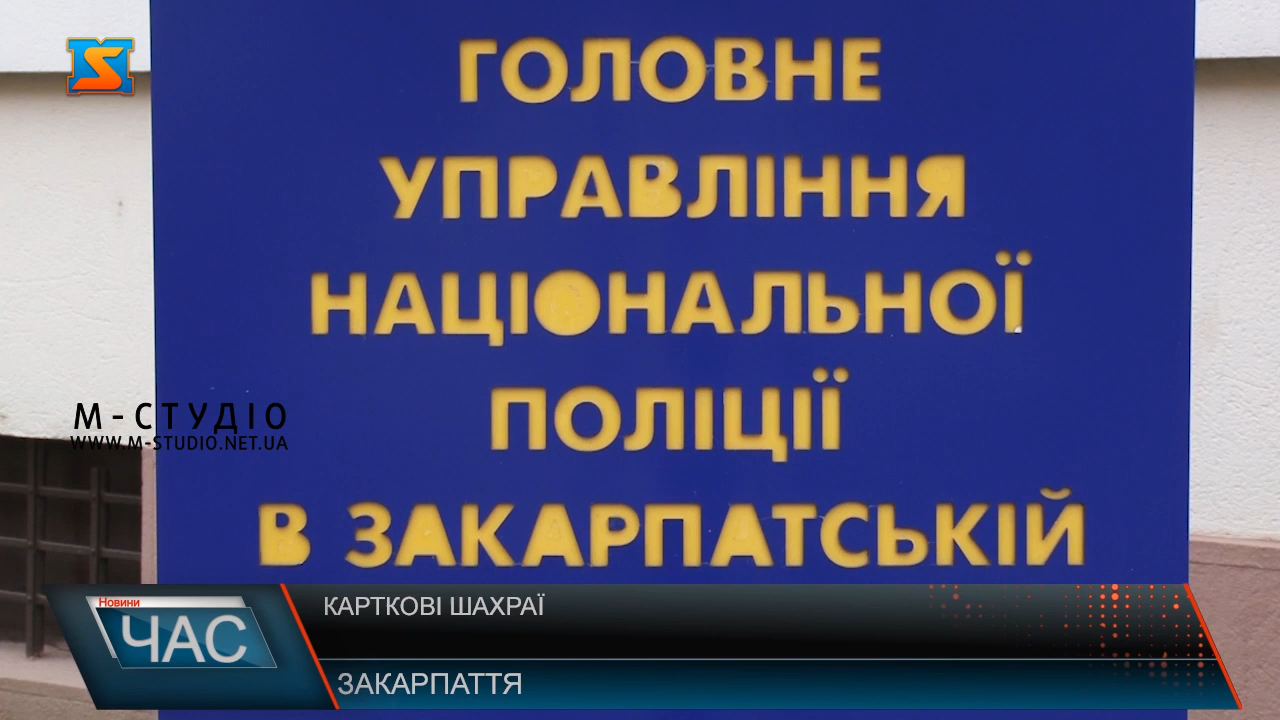 ГОЛОВНЕ
УПРАВЛІННЯ
НАЦІОНАЛЬНОЇ
ПОЛІЦІЇ
В ЗАКАРПАТСЬКІЙ
М-СТУДІО
WWW.M-STUDIO.NET.UA
Новини
ЧАС
КАРТКОВІ ШАХРАЇ
ЗАКАРПАТТЯ